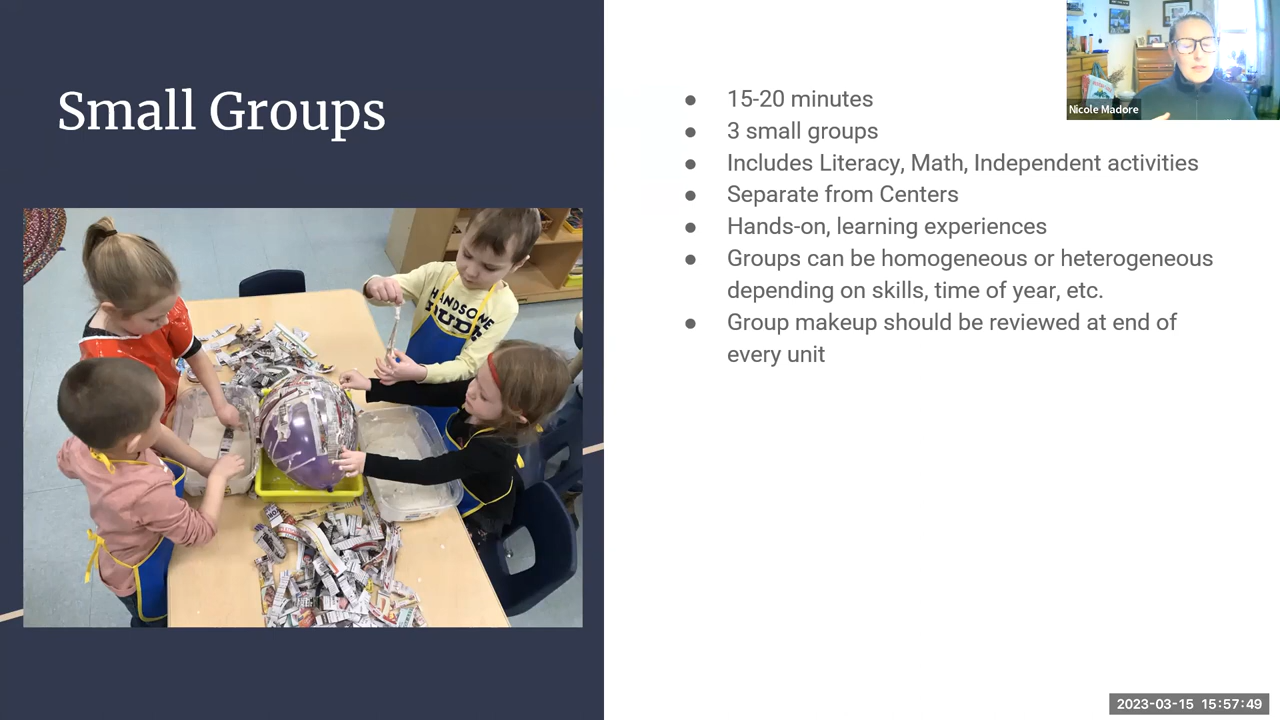 Small Groups
● 15-20 minutes
● 3 small groups
● Includes Literacy, Math, Independent activities
● Separate from Centers
● Hands-on, learning experiences
● Groups can be homogeneous or heterogeneous
depending on skills, time of year, etc.
● Group makeup should be reviewed at end of
every unit
Nicole Madore
HANDSOME
DUDE
2023-03-15 15:57:49